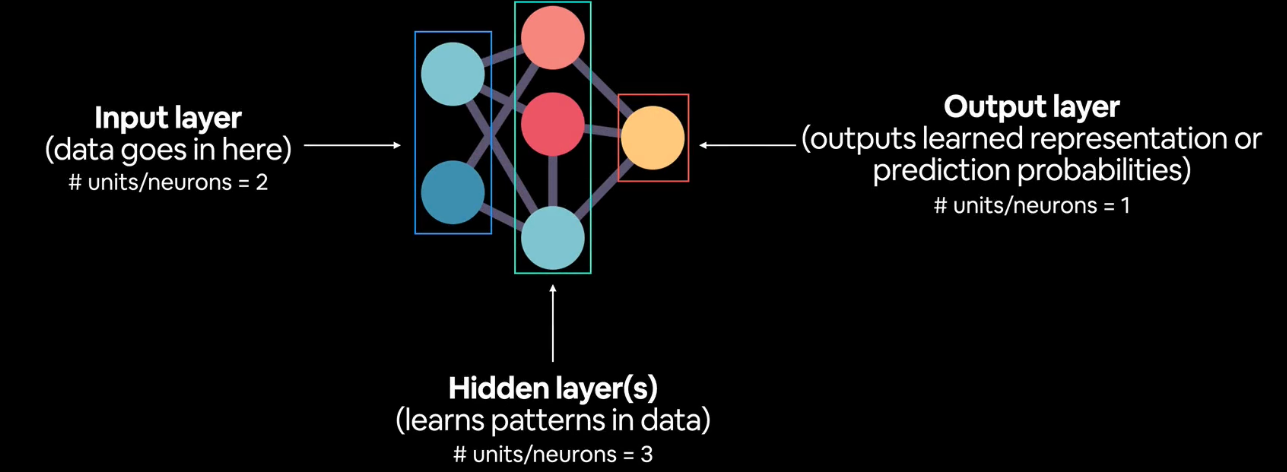 Input layer
(data goes in here)
# units/neurons = 2
Output layer
(outputs learned representation or
prediction probabilities)
# units/neurons = 1
Hidden layer(s)
(learns patterns in data)
# units/neurons = 3